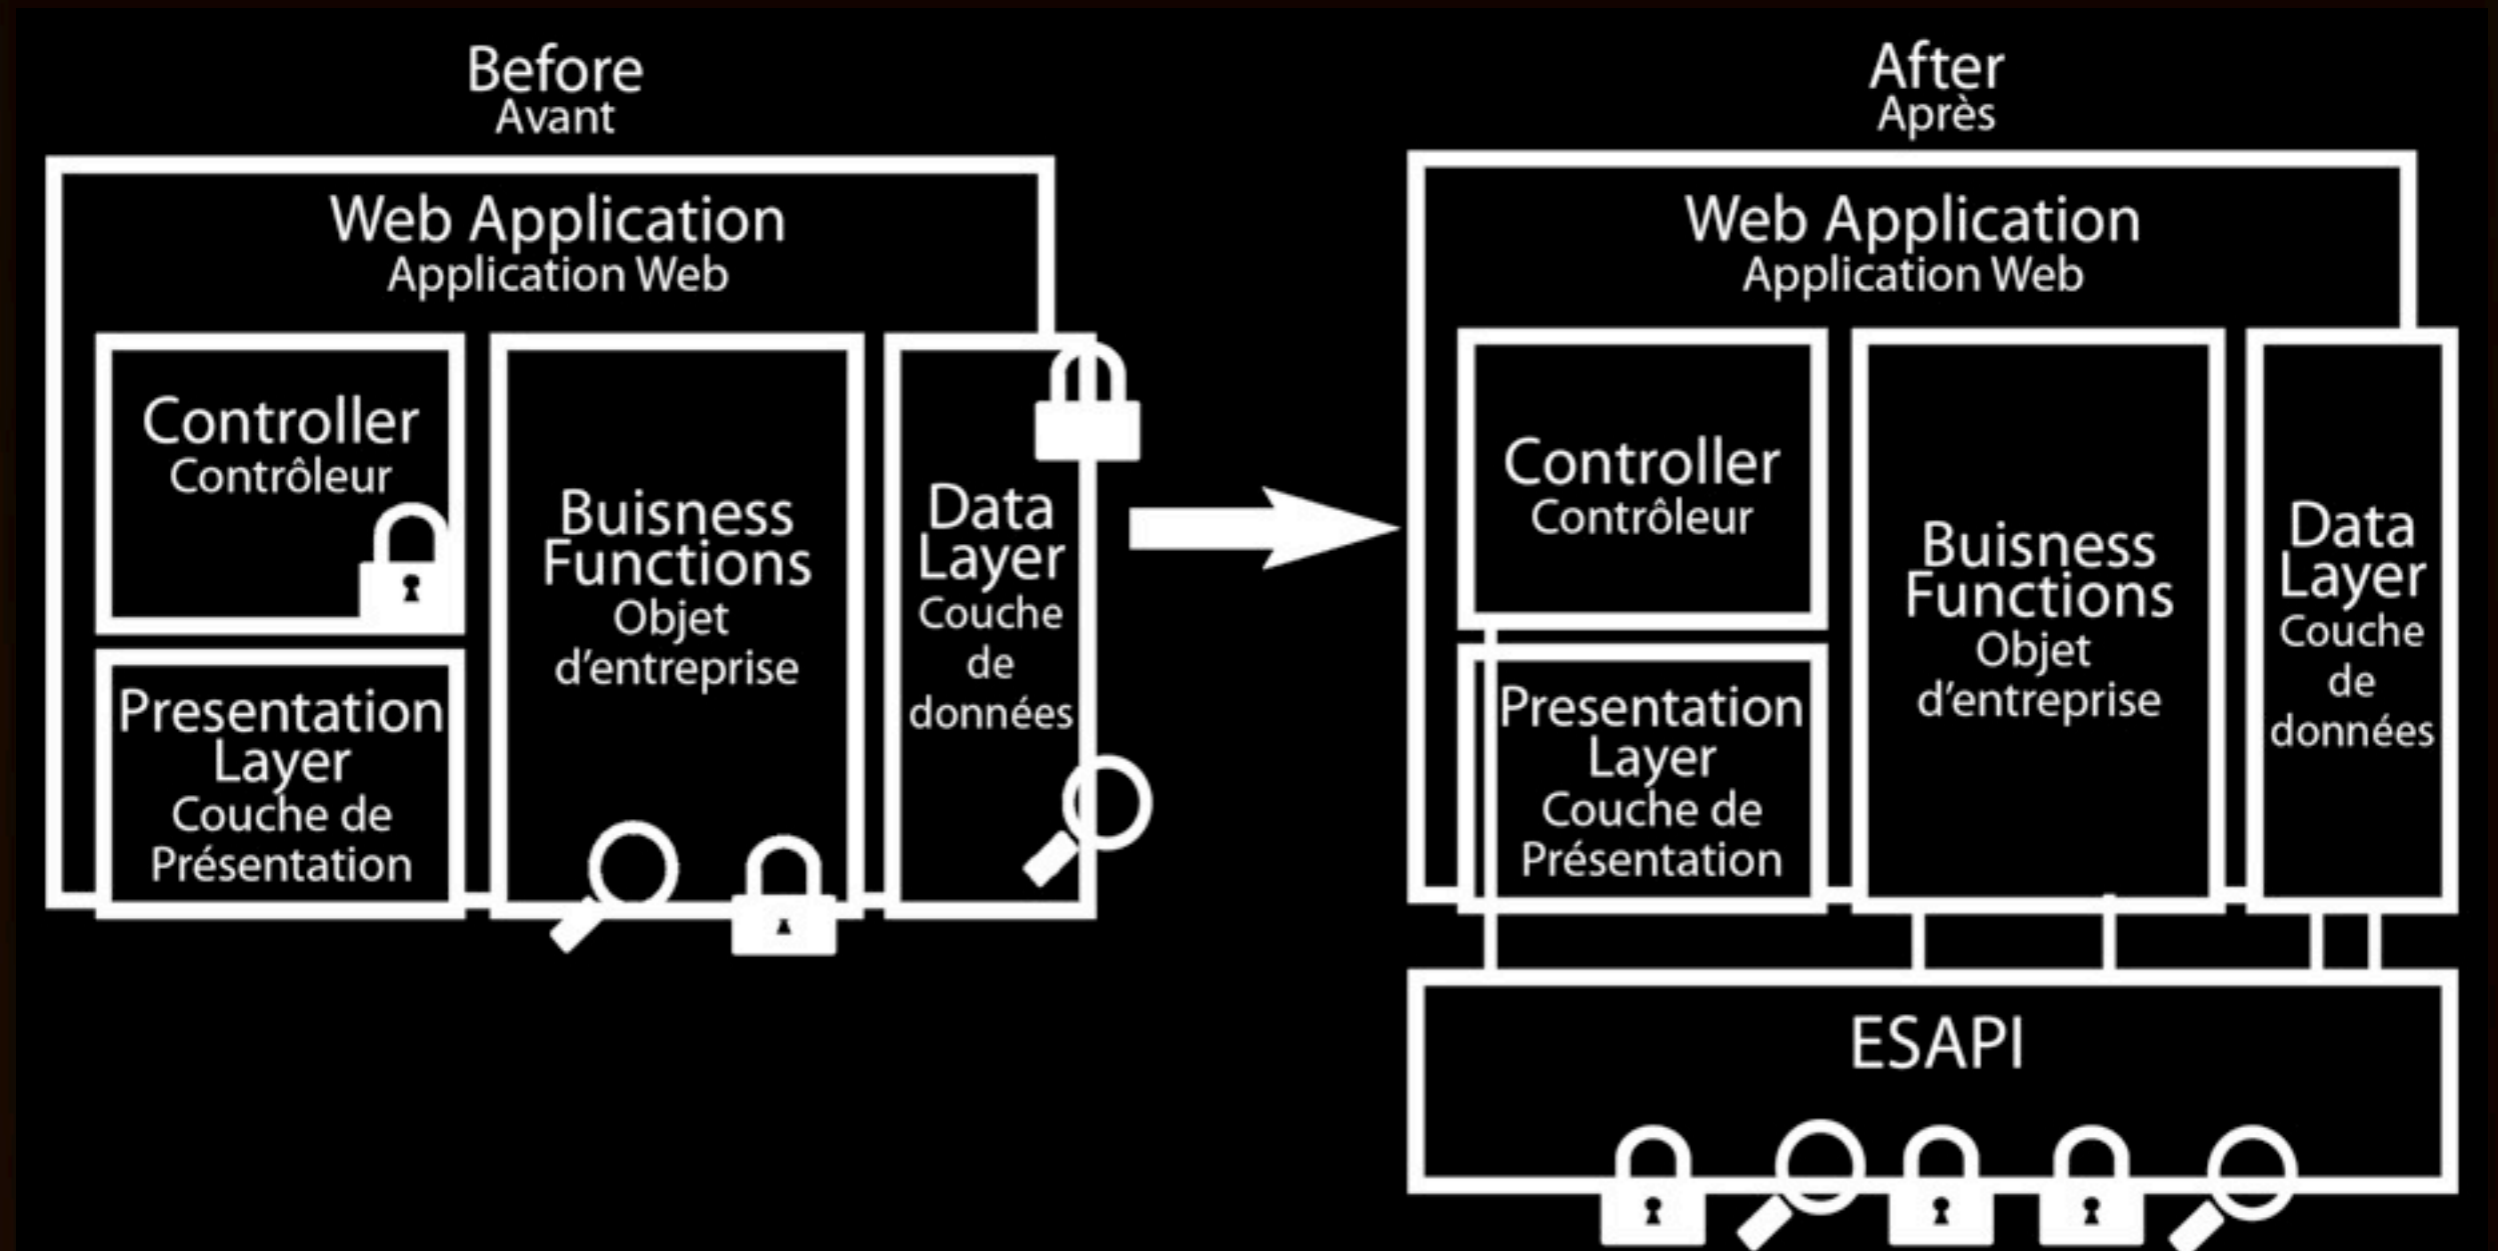 Before
Avant
Web Application
Application Web
Controller
Contrôleur
Presentation
Layer
Couche de
Présentation
Buisness
Functions
Objet
d’entreprise
Data
Layer
Couche
de
données
After
Après
Web Application
Application Web
Controller
Contrôleur
Presentation
Layer
Couche de
Présentation
Buisness
Functions
Objet
d’entreprise
Data
Layer
Couche
de
données
ESAPI